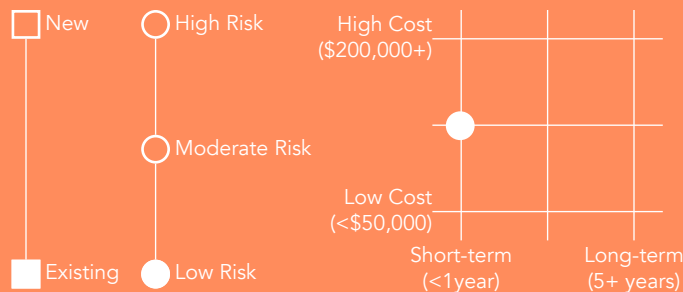 New
Existing
High Risk
Moderate Risk
Low Risk
High Cost
($200,000+)
Low Cost
(<$50,000)
Short-term
(<1year)
Long-term
(5+ years)